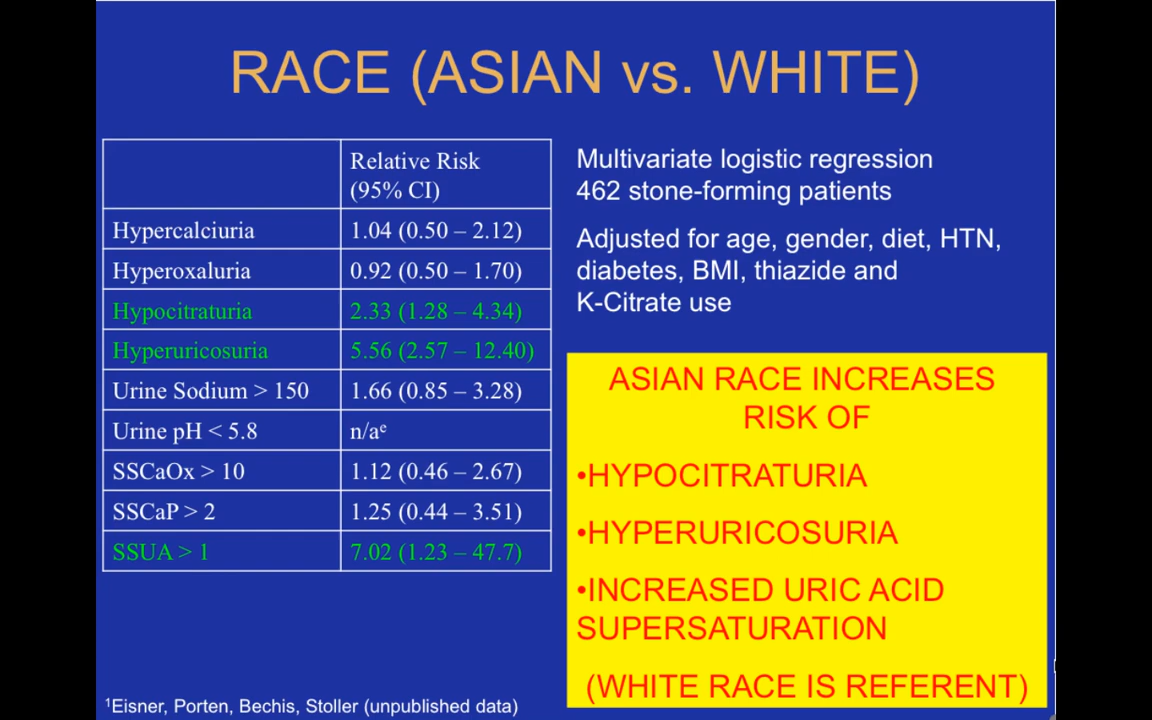 RACE (ASIAN vs. WHITE)
Relative Risk
(95% CI)
Hypercalciuria 1.04 (0.50 – 2.12)
Hyperoxaluria 0.92 (0.50 – 1.70)
Hypocitraturia 2.33 (1.28 – 4.34)
Hyperuricosuria 5.56 (2.57 – 12.40)
Urine Sodium > 150 1.66 (0.85 – 3.28)
Urine pH < 5.8 n/aᵉ
SSCaOx > 10 1.12 (0.46 – 2.67)
SSCaP > 2 1.25 (0.44 – 3.51)
SSUA > 1 7.02 (1.23 – 47.7)
Multivariate logistic regression
462 stone-forming patients
Adjusted for age, gender, diet, HTN,
diabetes, BMI, thiazide and
K-Citrate use
ASIAN RACE INCREASES
RISK OF
•HYPOCITRATURIA
•HYPERURICOSURIA
•INCREASED URIC ACID
SUPERSATURATION
(WHITE RACE IS REFERENT)
¹Eisner, Porten, Bechis, Stoller (unpublished data)